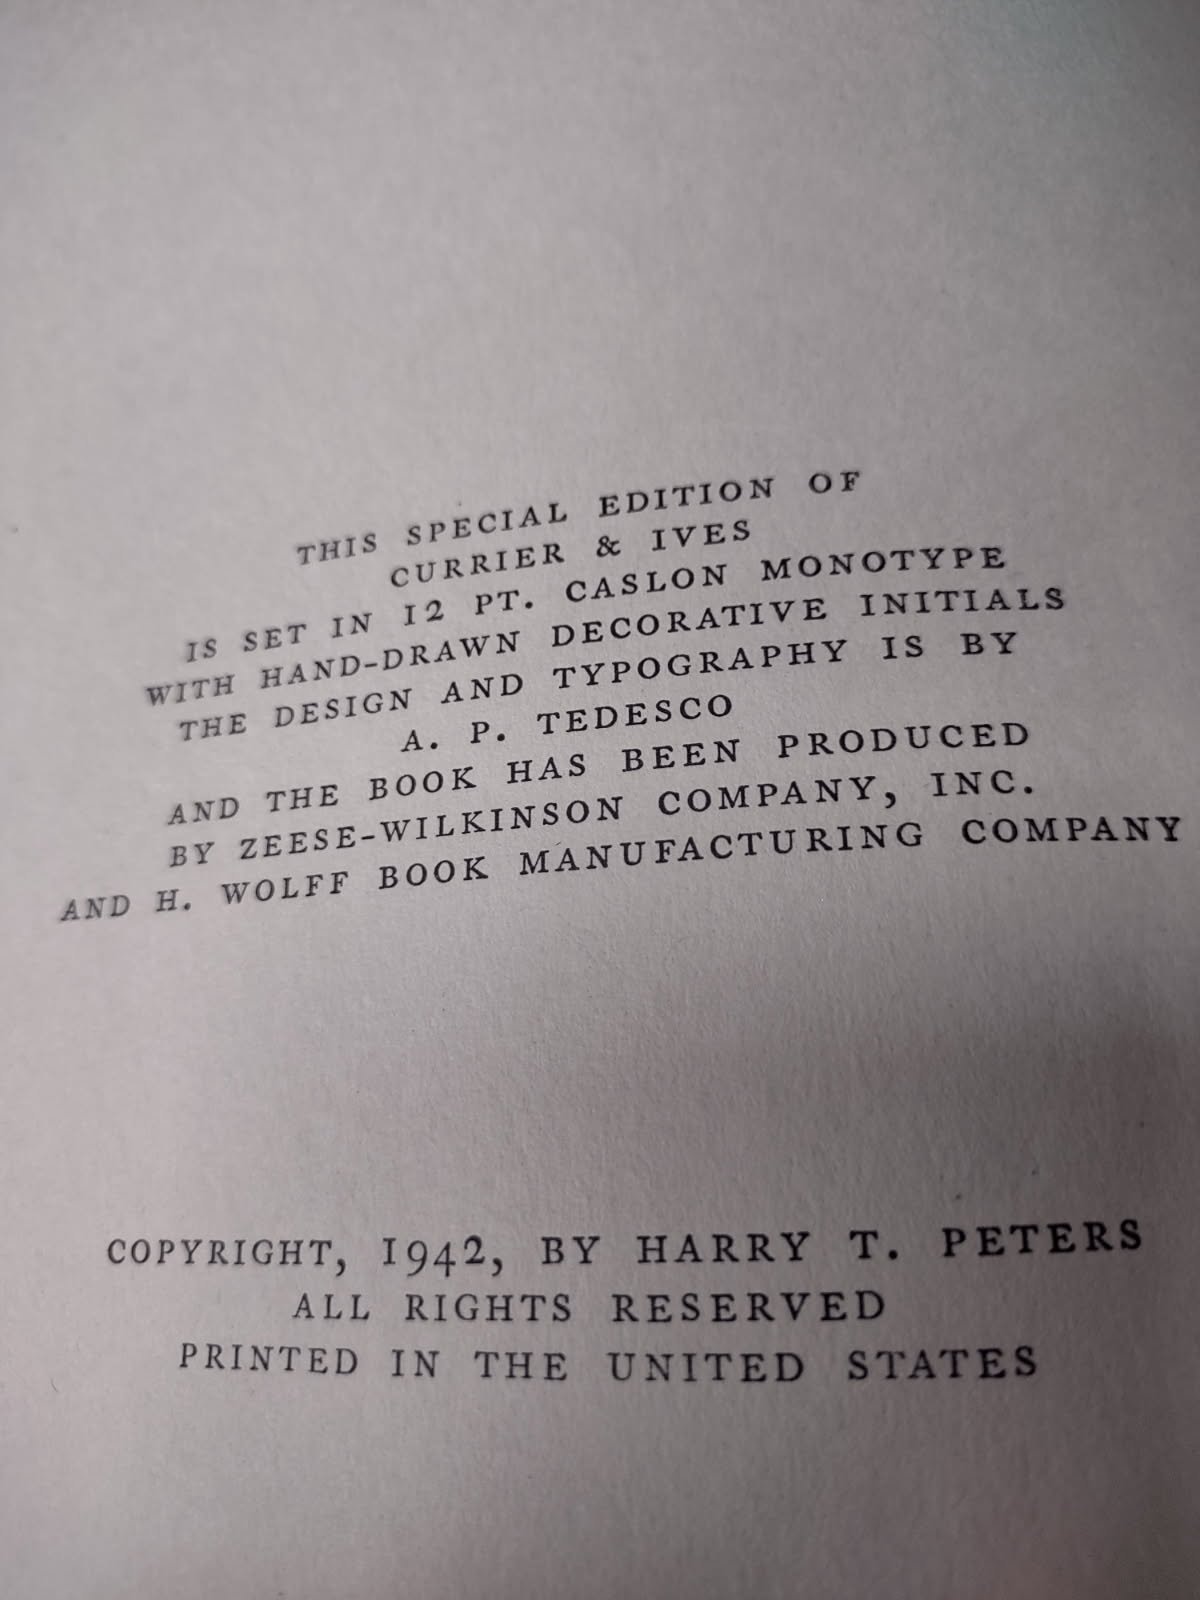 THIS SPECIAL EDITION OF
CURRIER & IVES
IS SET IN 12 PT. CASLON MONOTYPE
WITH HAND-DRAWN DECORATIVE INITIALS
THE DESIGN AND TYPOGRAPHY IS BY
A. P. TEDESCO
AND THE BOOK HAS BEEN PRODUCED
BY ZEESE-WILKINSON COMPANY, INC.
AND H. WOLFF BOOK MANUFACTURING COMPANY
COPYRIGHT, 1942, BY HARRY T. PETERS
ALL RIGHTS RESERVED
PRINTED IN THE UNITED STATES